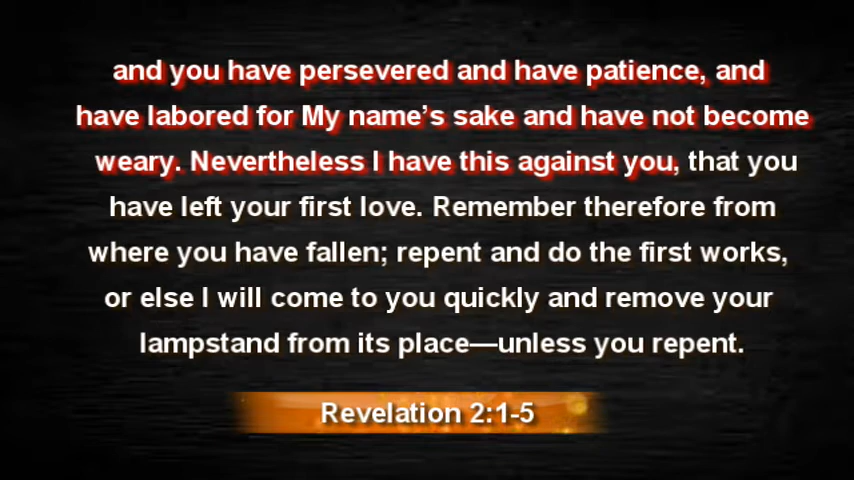 and you have persevered and have patience, and
have labored for My name’s sake and have not become
weary. Nevertheless I have this against you, that you
have left your first love. Remember therefore from
where you have fallen; repent and do the first works,
or else I will come to you quickly and remove your
lampstand from its place—unless you repent.
Revelation 2:1-5